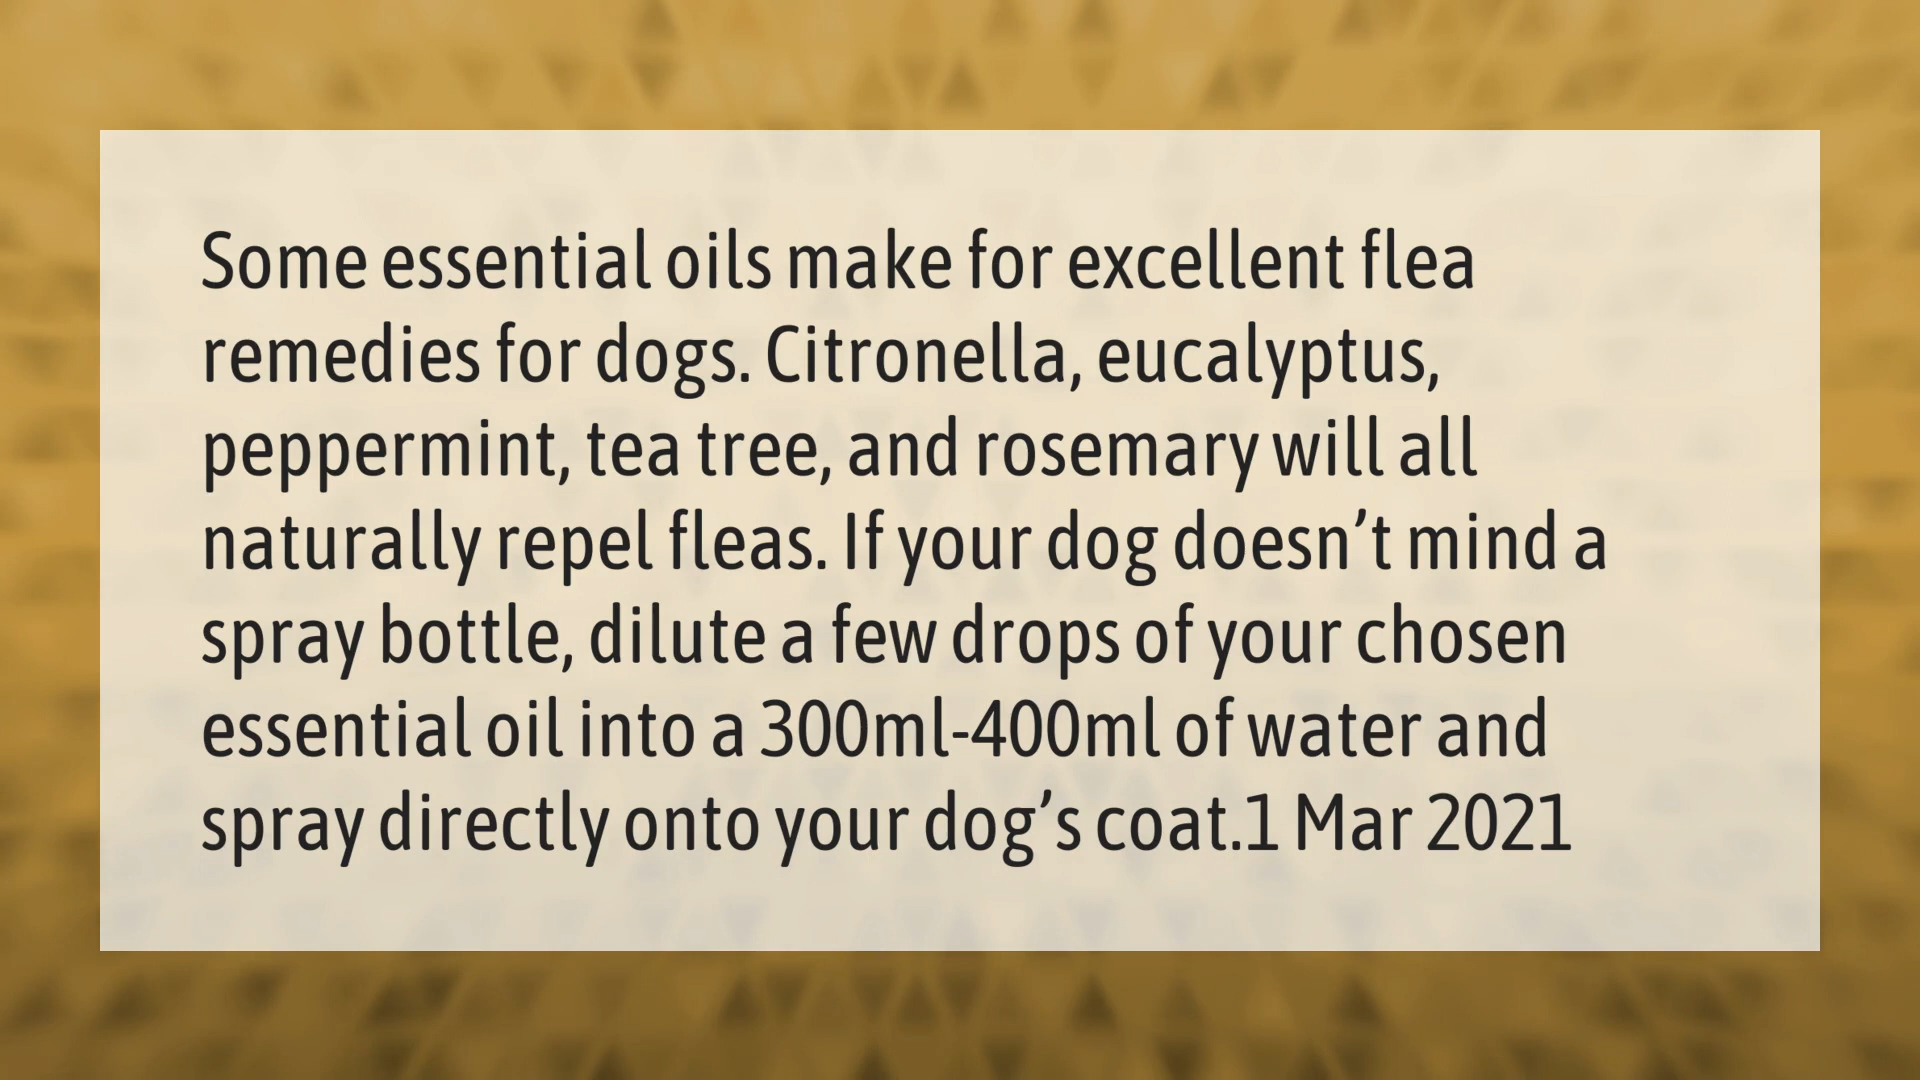 Some essential oils make for excellent flea
remedies for dogs. Citronella, eucalyptus,
peppermint, tea tree, and rosemary will all
naturally repel fleas. If your dog doesn’t mind a
spray bottle, dilute a few drops of your chosen
essential oil into a 300ml-400ml of water and
spray directly onto your dog’s coat.1 Mar 2021